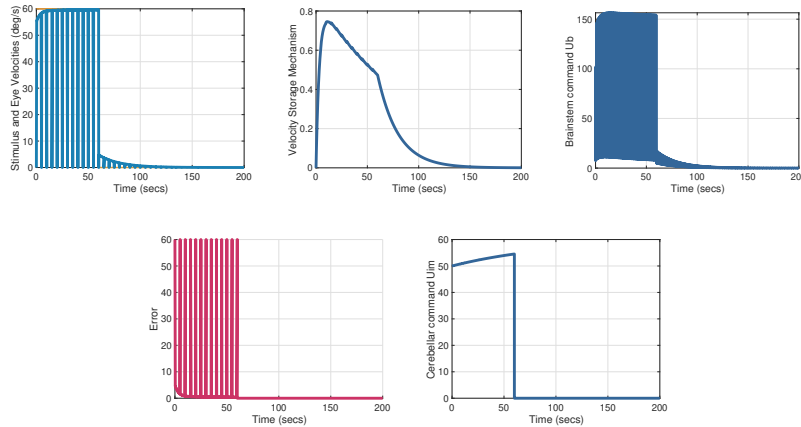 Stimulus and Eye Velocities (deg/s)
60
50
40
30
20
10
0
0 50 100 150 200
Time (secs)
Velocity Storage Mechanism
0.8
0.6
0.4
0.2
0
0 50 100 150 200
Time (secs)
Brainstem command Ub
150
100
50
0
0 50 100 150 200
Time (secs)
Error
60
50
40
30
20
10
0
0 50 100 150 200
Time (secs)
Cerebellar command Uim
60
50
40
30
20
10
0
0 50 100 150 200
Time (secs)